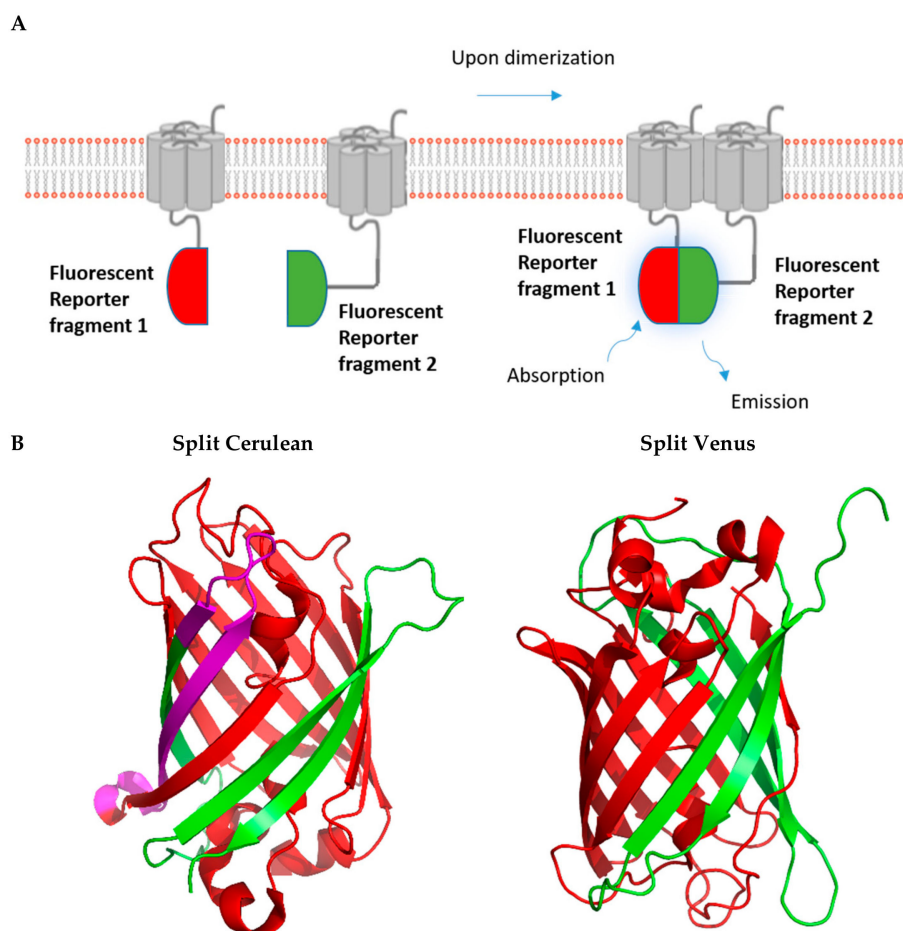 A
Upon dimerization
Fluorescent
Reporter
fragment 1
Fluorescent
Reporter
fragment 2
Fluorescent
Reporter
fragment 1
Fluorescent
Reporter
fragment 2
Absorption
Emission
B
Split Cerulean
Split Venus